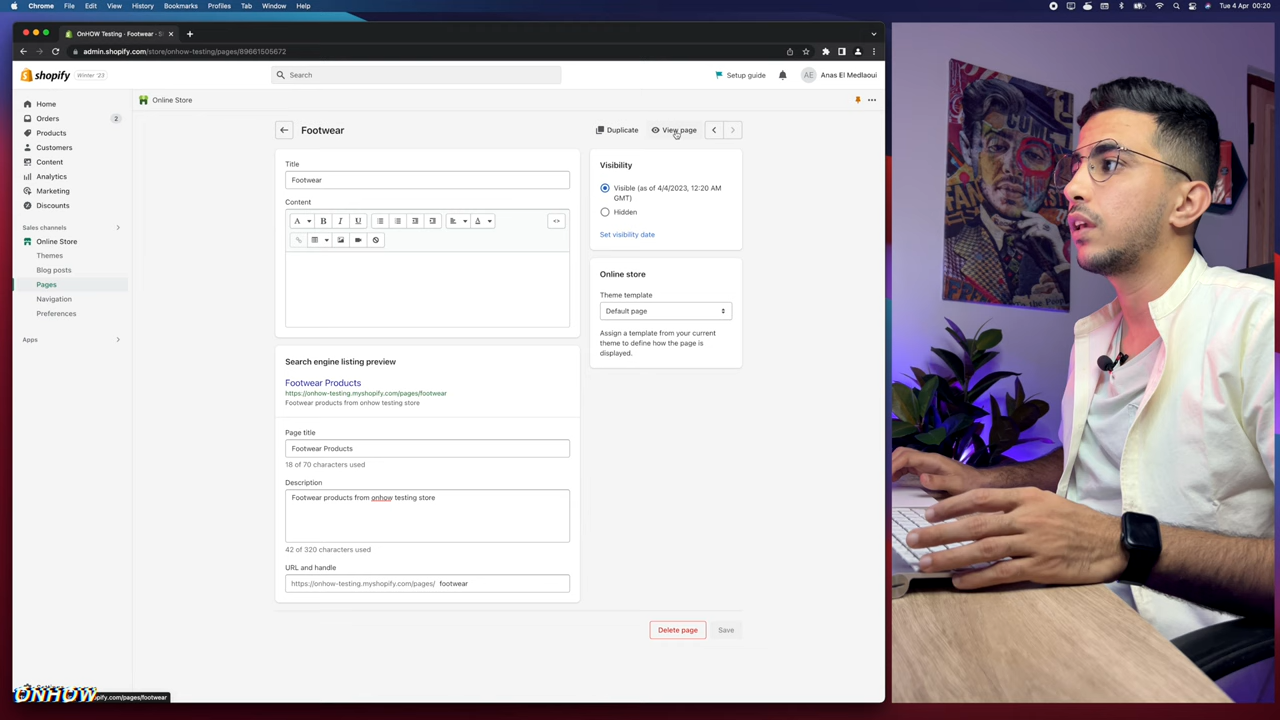 Chrome File Edit View History Bookmarks Profiles Tab Window Help
Tue 4 Apr 00:20
OnHOW Testing · Footwear · S
admin.shopify.com/store/onhow-testing/pages/89661505672
shopify Winter '23
Search
Setup guide
AE Anas El Medlaoui
Home
Orders 2
Products
Customers
Content
Analytics
Marketing
Discounts
Sales channels
Online Store
Themes
Blog posts
Pages
Navigation
Preferences
Apps
Online Store
Footwear
Duplicate
View page
Title
Footwear
Content
A B I U A <>
Search engine listing preview
Footwear Products
https://onhow-testing.myshopify.com/pages/footwear
Footwear products from onhow testing store
Page title
Footwear Products
18 of 70 characters used
Description
Footwear products from onhow testing store
42 of 320 characters used
URL and handle
https://onhow-testing.myshopify.com/pages/ footwear
Delete page
Save
Visibility
Visible (as of 4/4/2023, 12:20 AM
GMT)
Hidden
Set visibility date
Online store
Theme template
Default page
Assign a template from your current
theme to define how the page is
displayed.
ONHOW
opify.com/pages/footwear